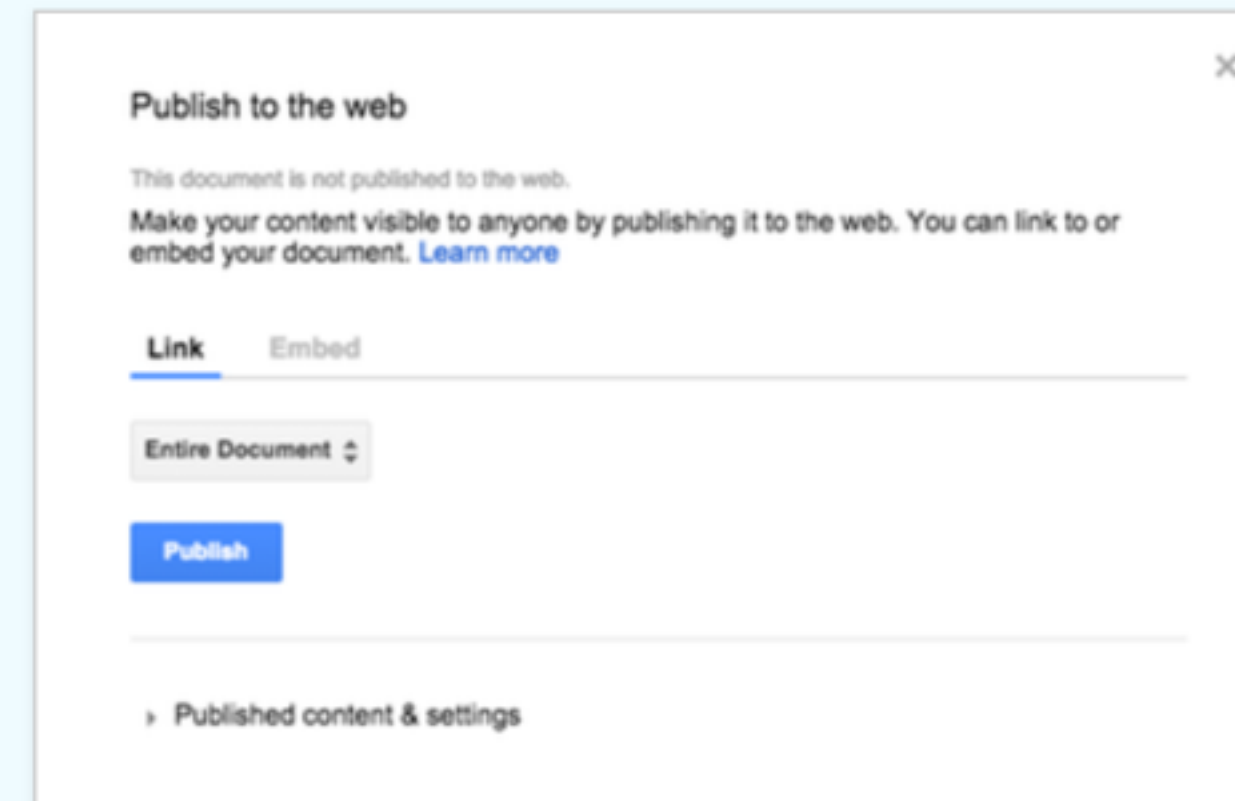 Publish to the web
This document is not published to the web.
Make your content visible to anyone by publishing it to the web. You can link to or
embed your document. Learn more
Link Embed
Entire Document
Publish
Published content & settings